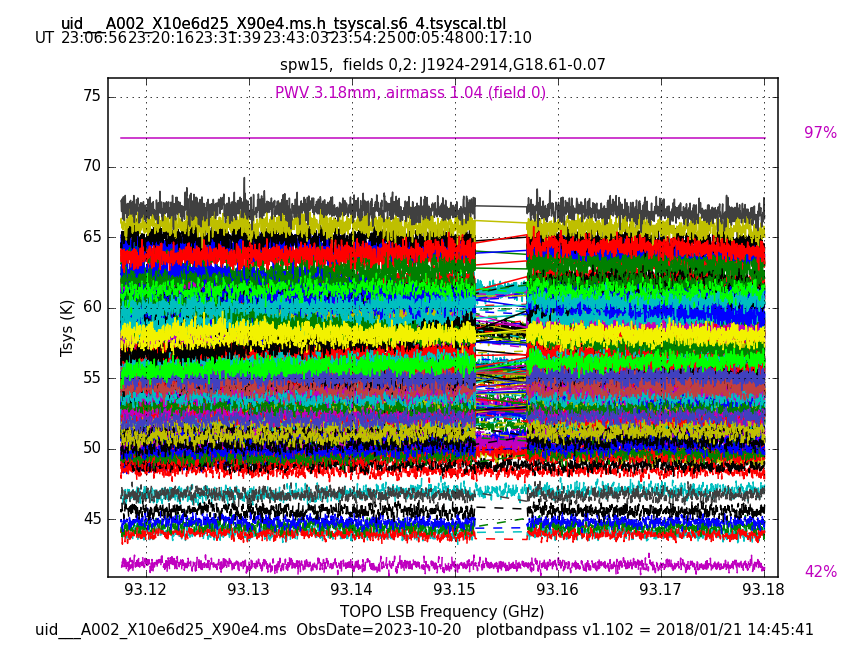 uid___A002_X10e6d25_X90e4.ms.h_tsyscal.s6_4.tsyscal.tbl
UT 23:06:56 23:20:16 23:31:39 23:43:03 23:54:25 00:05:48 00:17:10
spw15,  fields 0,2: J1924-2914,G18.61-0.07
PWV 3.18mm, airmass 1.04 (field 0)
75
97%
70
65
60
Tsys (K)
55
50
45
42%
93.12 93.13 93.14 93.15 93.16 93.17 93.18
TOPO LSB Frequency (GHz)
uid___A002_X10e6d25_X90e4.ms  ObsDate=2023-10-20   plotbandpass v1.102 = 2018/01/21 14:45:41